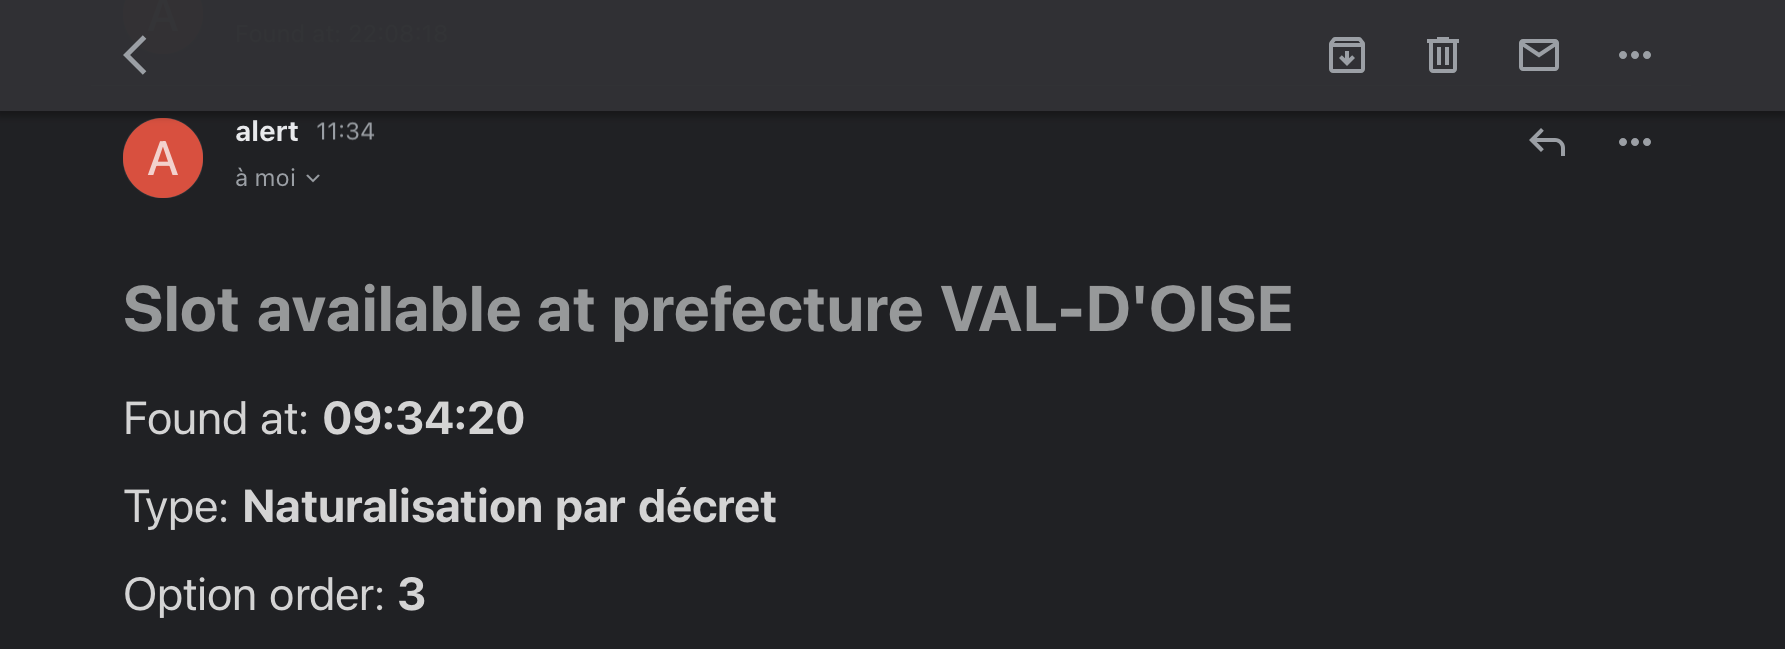 Found at: 22:08:18
A
alert 11:34
à moi
Slot available at prefecture VAL-D'OISE
Found at: 09:34:20
Type: Naturalisation par décret
Option order: 3